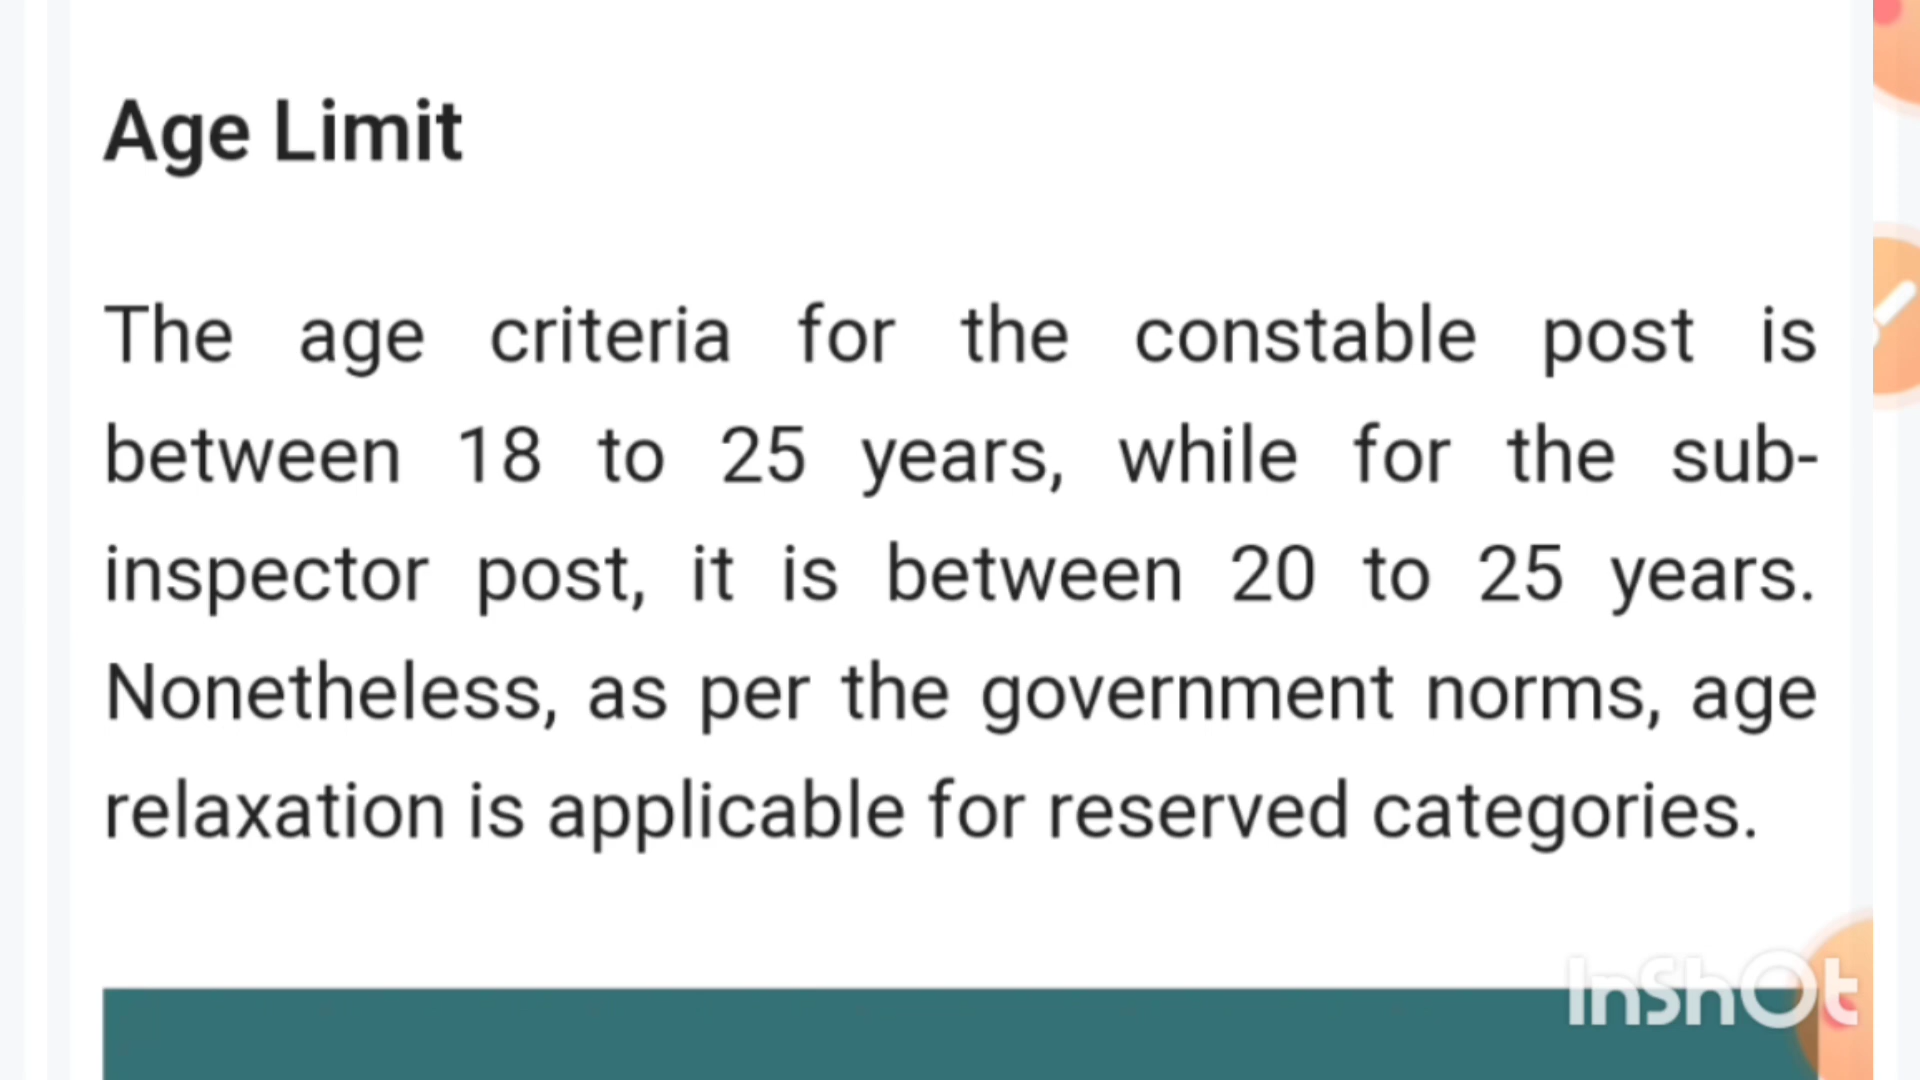 Age Limit
The age criteria for the constable post is
between 18 to 25 years, while for the sub-
inspector post, it is between 20 to 25 years.
Nonetheless, as per the government norms, age
relaxation is applicable for reserved categories.
InShOt